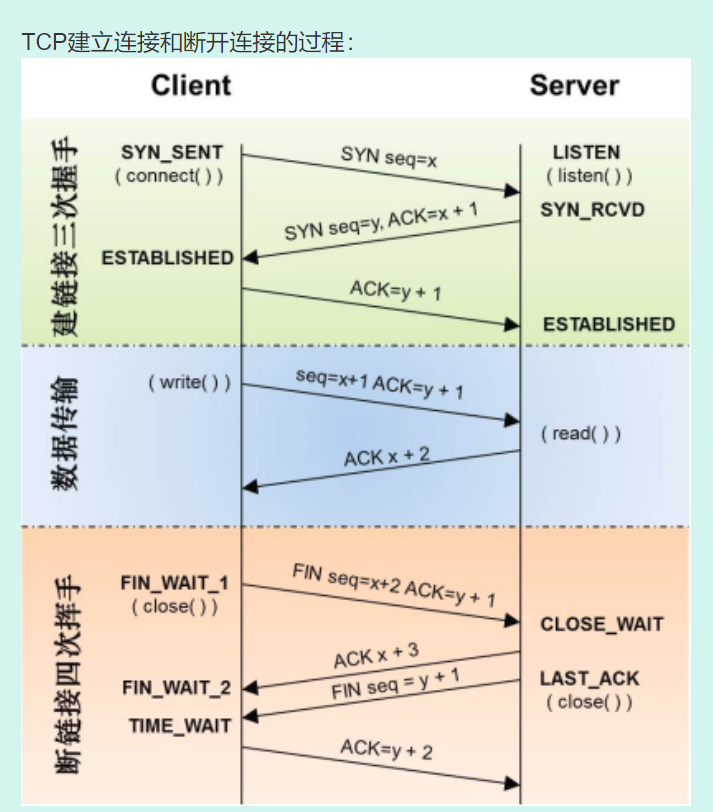 TCP建立连接和断开连接的过程：
Client Server
建链接三次握手
SYN_SENT
( connect( ) )
SYN seq=x
LISTEN
( listen( ) )
SYN_RCVD
SYN seq=y, ACK=x + 1
ESTABLISHED
ACK=y + 1
ESTABLISHED
数据传输
( write( ) )
seq=x+1 ACK=y + 1
( read( ) )
ACK x + 2
断链接四次挥手
FIN_WAIT_1
( close( ) )
FIN seq=x+2 ACK=y + 1
CLOSE_WAIT
ACK x + 3
FIN_WAIT_2
FIN seq = y + 1
LAST_ACK
( close( ) )
TIME_WAIT
ACK=y + 2